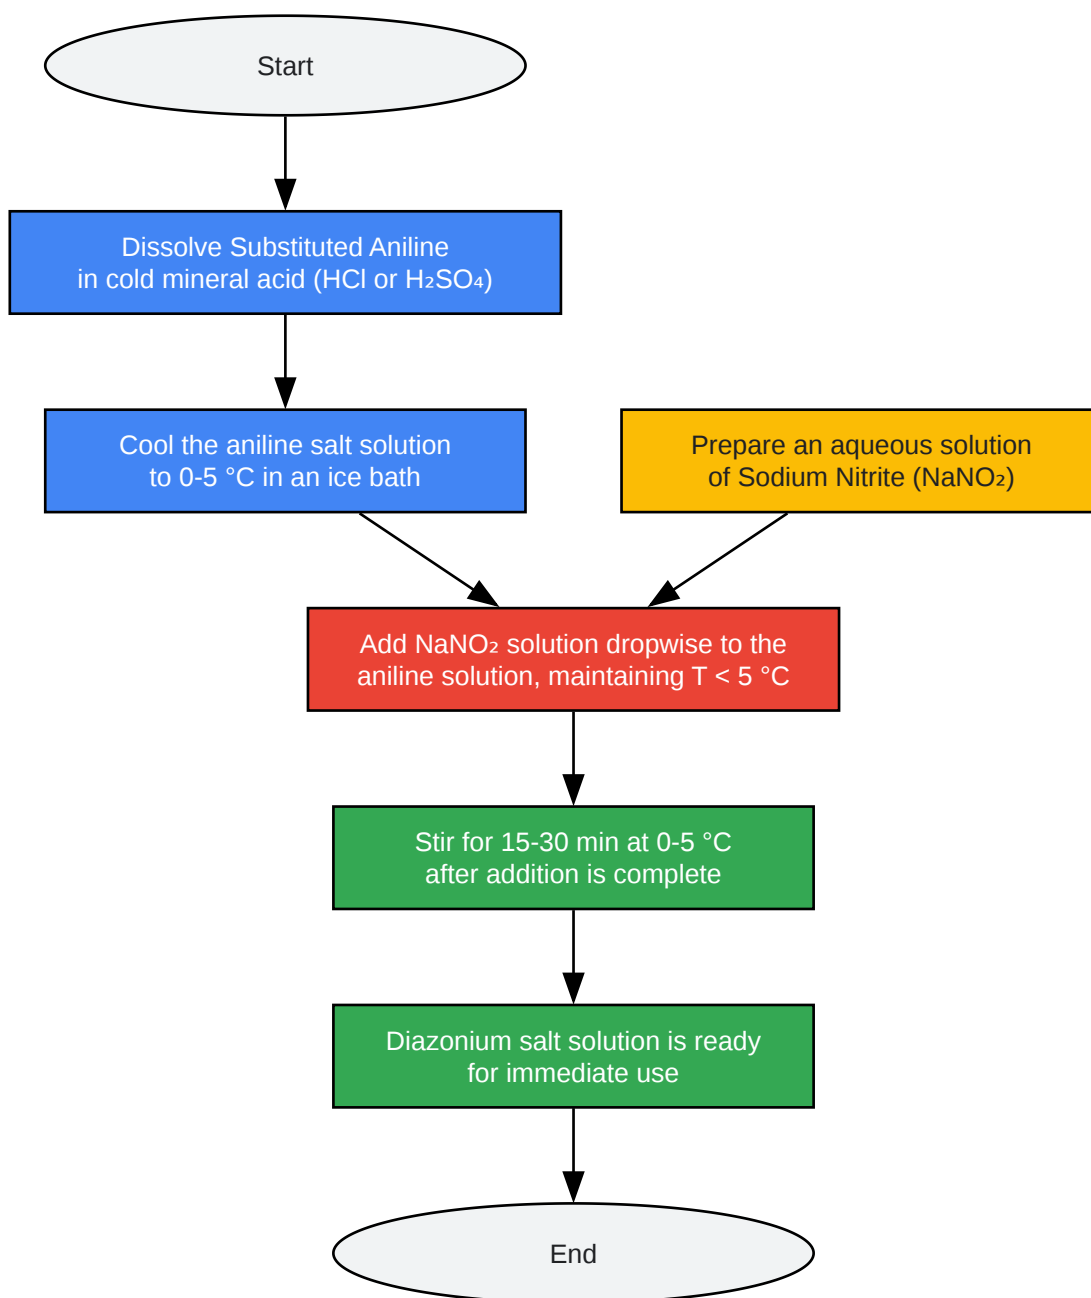 Start
Dissolve Substituted Aniline
in cold mineral acid (HCl or H₂SO₄)
Cool the aniline salt solution
to 0-5 °C in an ice bath
Prepare an aqueous solution
of Sodium Nitrite (NaNO₂)
Add NaNO₂ solution dropwise to the
aniline solution, maintaining T < 5 °C
Stir for 15-30 min at 0-5 °C
after addition is complete
Diazonium salt solution is ready
for immediate use
End